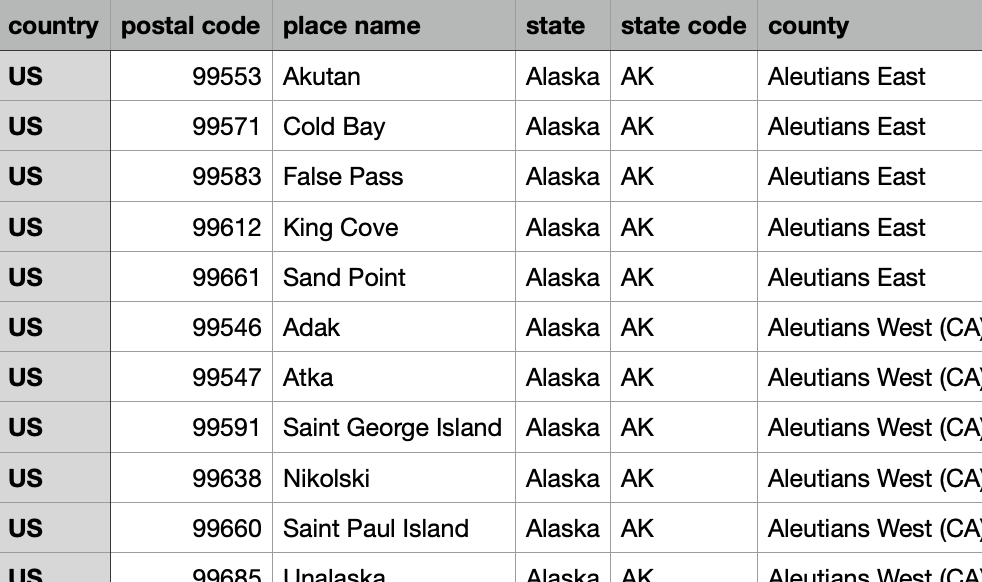 country postal code place name state state code county
US 99553 Akutan Alaska AK Aleutians East
US 99571 Cold Bay Alaska AK Aleutians East
US 99583 False Pass Alaska AK Aleutians East
US 99612 King Cove Alaska AK Aleutians East
US 99661 Sand Point Alaska AK Aleutians East
US 99546 Adak Alaska AK Aleutians West (CA)
US 99547 Atka Alaska AK Aleutians West (CA)
US 99591 Saint George Island Alaska AK Aleutians West (CA)
US 99638 Nikolski Alaska AK Aleutians West (CA)
US 99660 Saint Paul Island Alaska AK Aleutians West (CA)
US 99685 Unalaska Alaska AK Aleutians West (CA)